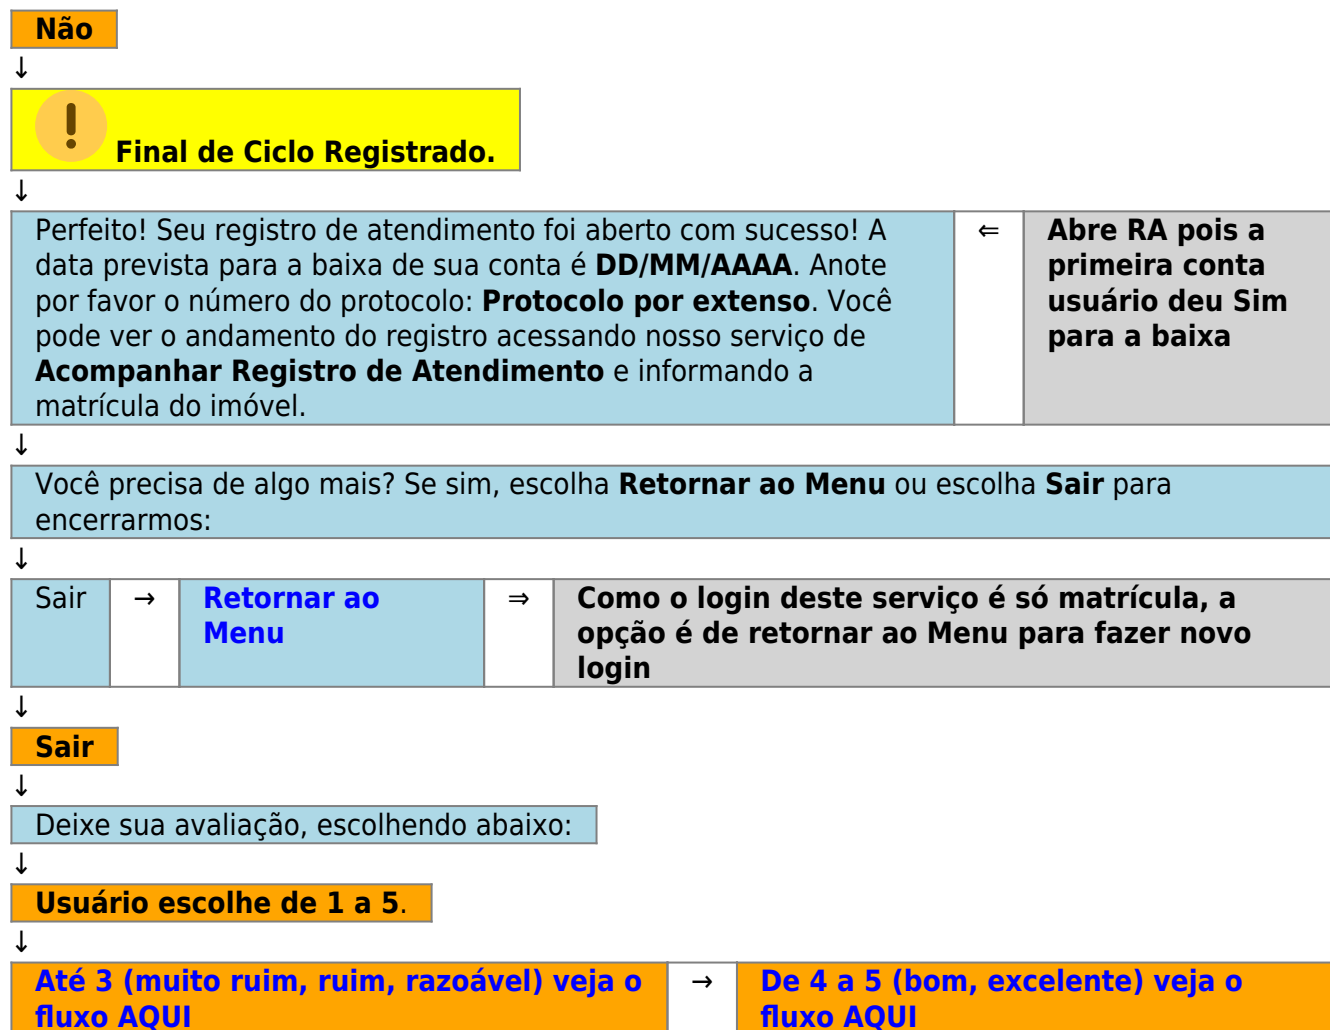 Não
↓
Final de Ciclo Registrado.
↓
Perfeito! Seu registro de atendimento foi aberto com sucesso! A
data prevista para a baixa de sua conta é DD/MM/AAAA. Anote
por favor o número do protocolo: Protocolo por extenso. Você
pode ver o andamento do registro acessando nosso serviço de
Acompanhar Registro de Atendimento e informando a
matrícula do imóvel.
⇐
Abre RA pois a
primeira conta
usuário deu Sim
para a baixa
↓
Você precisa de algo mais? Se sim, escolha Retornar ao Menu ou escolha Sair para
encerrarmos:
↓
Sair
→
Retornar ao
Menu
⇒
Como o login deste serviço é só matrícula, a
opção é de retornar ao Menu para fazer novo
login
↓
Sair
↓
Deixe sua avaliação, escolhendo abaixo:
↓
Usuário escolhe de 1 a 5.
↓
Até 3 (muito ruim, ruim, razoável) veja o
fluxo AQUI
→
De 4 a 5 (bom, excelente) veja o
fluxo AQUI